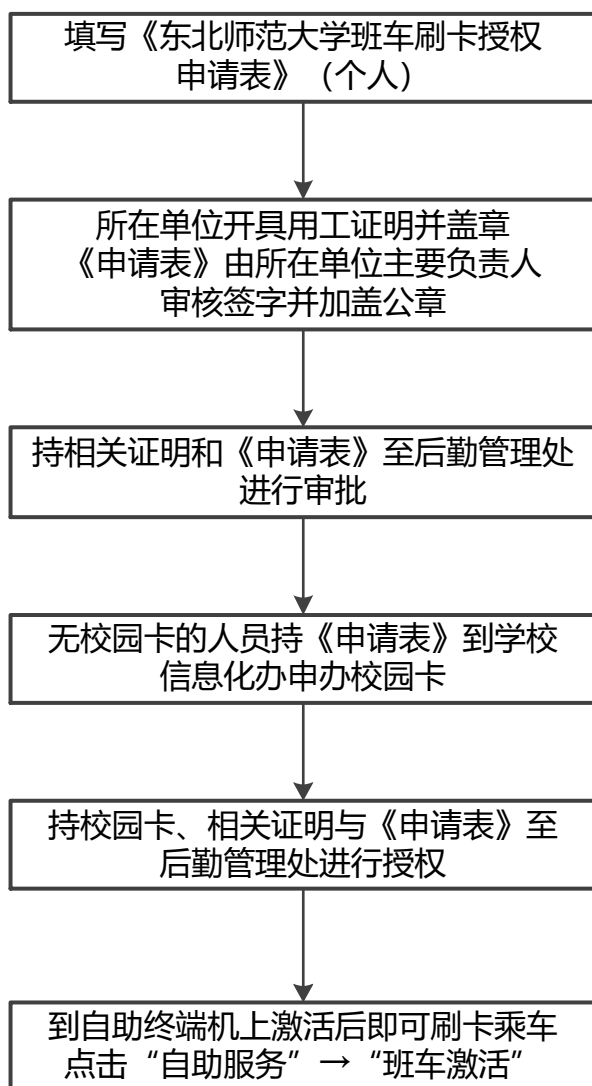 填写《东北师范大学班车刷卡授权
申请表》（个人）
所在单位开具用工证明并盖章
《申请表》由所在单位主要负责人
审核签字并加盖公章
持相关证明和《申请表》至后勤管理处
进行审批
无校园卡的人员持《申请表》到学校
信息化办申办校园卡
持校园卡、相关证明与《申请表》至
后勤管理处进行授权
到自助终端机上激活后即可刷卡乘车
点击“自助服务”→“班车激活”